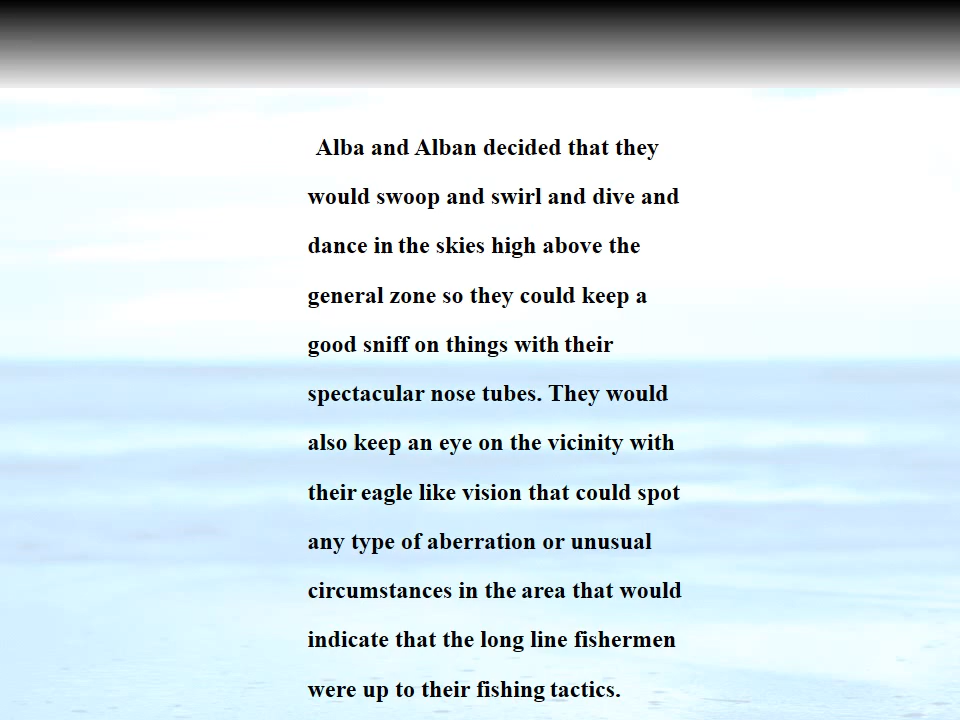 Alba and Alban decided that they
would swoop and swirl and dive and
dance in the skies high above the
general zone so they could keep a
good sniff on things with their
spectacular nose tubes. They would
also keep an eye on the vicinity with
their eagle like vision that could spot
any type of aberration or unusual
circumstances in the area that would
indicate that the long line fishermen
were up to their fishing tactics.